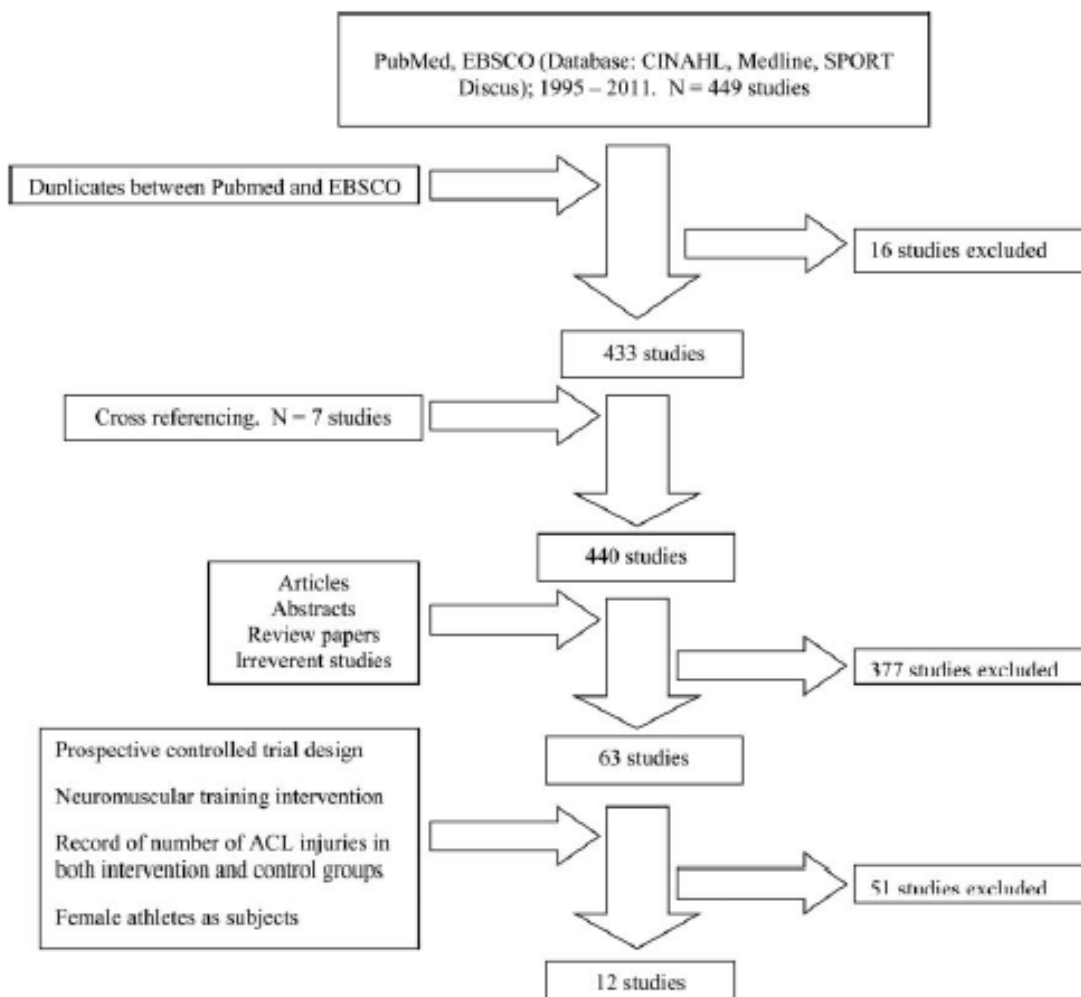 PubMed, EBSCO (Database: CINAHL, Medline, SPORT
Discus); 1995 – 2011.  N = 449 studies
Duplicates between Pubmed and EBSCO
16 studies excluded
433 studies
Cross referencing.  N = 7 studies
440 studies
Articles
Abstracts
Review papers
Irreverent studies
377 studies excluded
63 studies
Prospective controlled trial design
Neuromuscular training intervention
Record of number of ACL injuries in
both intervention and control groups
Female athletes as subjects
51 studies excluded
12 studies